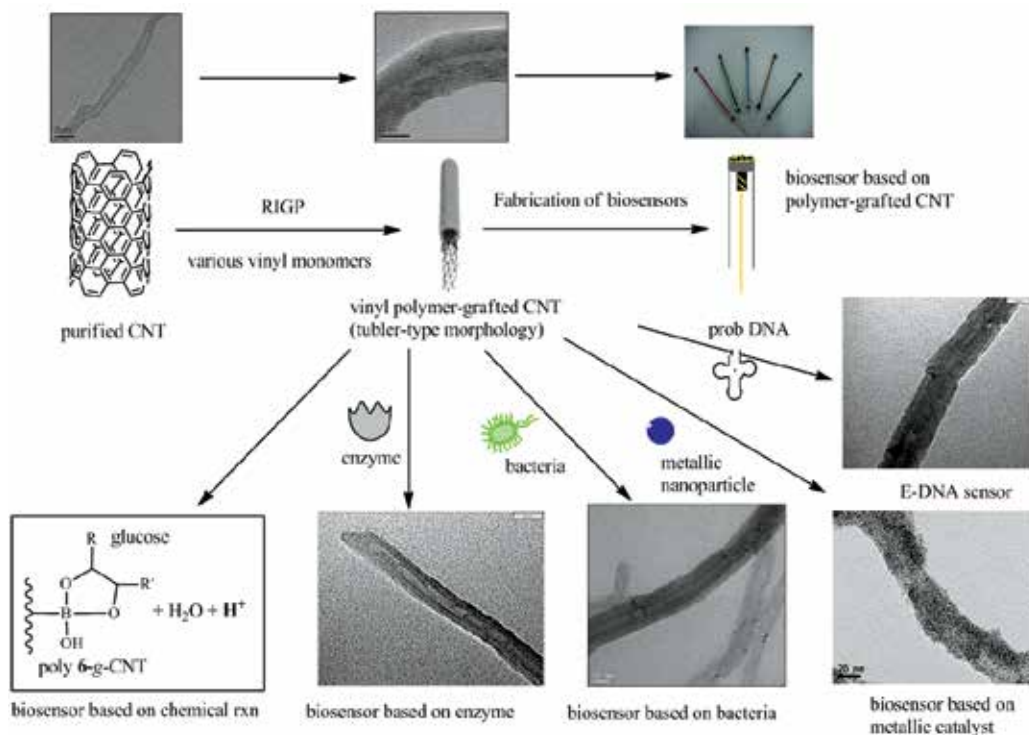 RIGP
Fabrication of biosensors
biosensor based on
polymer-grafted CNT
various vinyl monomers
purified CNT
vinyl polymer-grafted CNT
(tubler-type morphology)
prob DNA
enzyme
bacteria
metallic
nanoparticle
E-DNA sensor
R glucose
R'
O
B O + H₂O + H⁺
OH
poly 6-g-CNT
20 nm
biosensor based on chemical rxn
biosensor based on enzyme
biosensor based on bacteria
biosensor based on
metallic catalyst